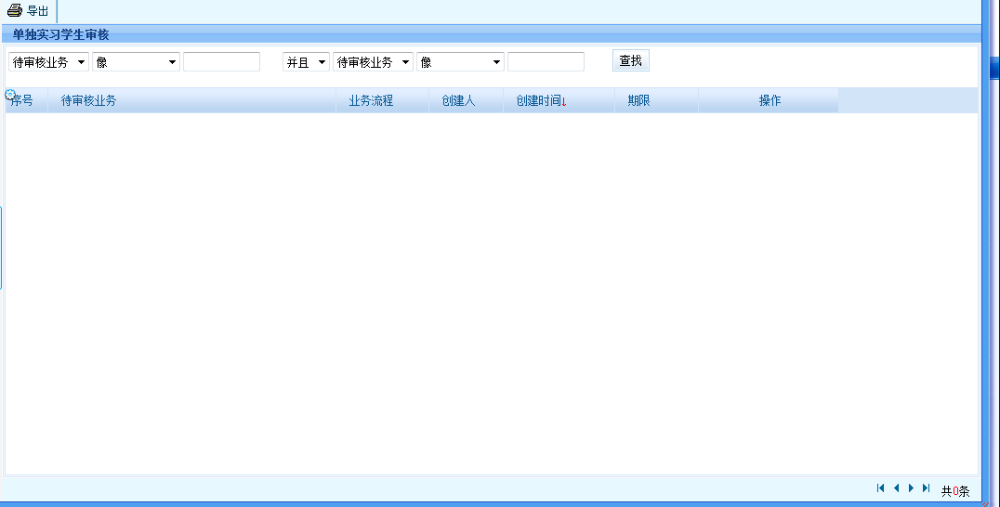 导出
单独实习学生审核
待审核业务 像 并且 待审核业务 像 查找
序号 待审核业务 业务流程 创建人 创建时间↓ 期限 操作
共0条